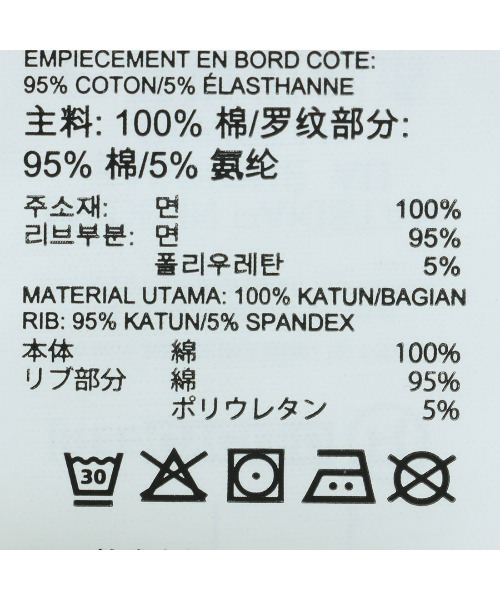 EMPIECEMENT EN BORD COTE:
95% COTON/5% ÉLASTHANNE
主料: 100% 棉/罗纹部分:
95% 棉/5% 氨纶
주소재: 면 100%
리브부분: 면 95%
폴리우레탄 5%
MATERIAL UTAMA: 100% KATUN/BAGIAN
RIB: 95% KATUN/5% SPANDEX
本体 綿 100%
リブ部分 綿 95%
ポリウレタン 5%
30